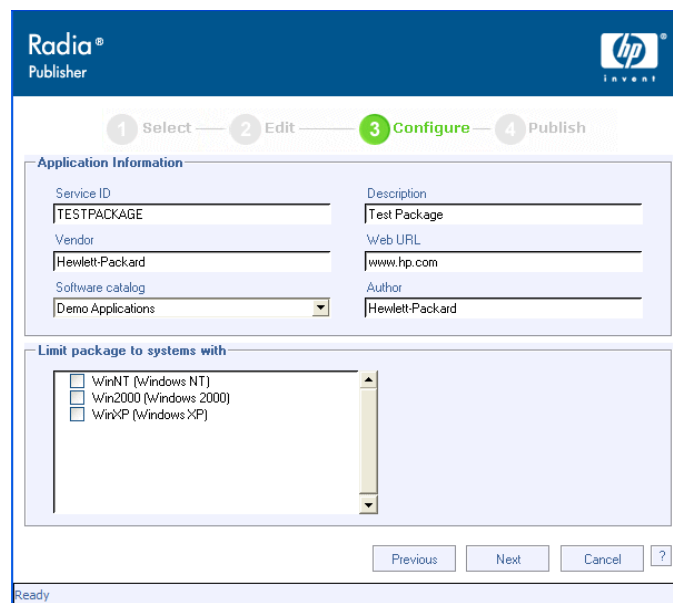 Radia®
Publisher
hp®
invent
1 Select 2 Edit 3 Configure 4 Publish
Application Information
Service ID Description
TESTPACKAGE Test Package
Vendor Web URL
Hewlett-Packard www.hp.com
Software catalog Author
Demo Applications Hewlett-Packard
Limit package to systems with
WinNT (Windows NT)
Win2000 (Windows 2000)
WinXP (Windows XP)
Previous Next Cancel ?
Ready